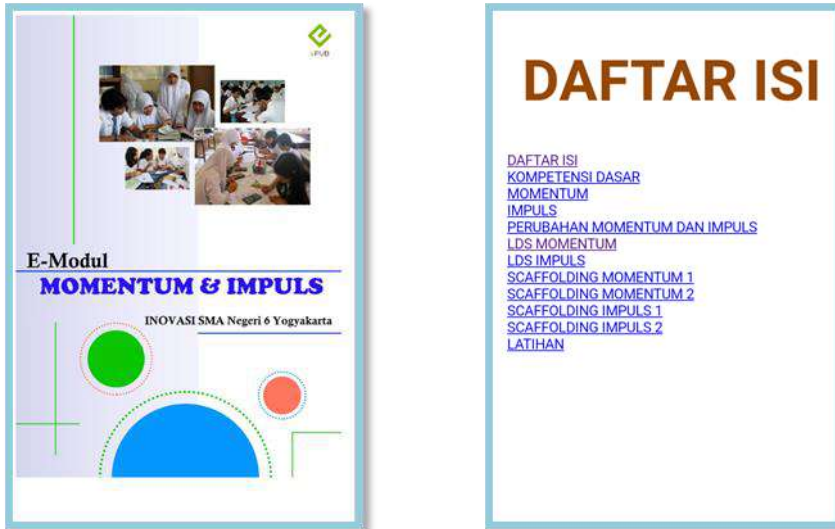 ePUB
E-Modul
MOMENTUM & IMPULS
INOVASI SMA Negeri 6 Yogyakarta
DAFTAR ISI
DAFTAR ISI
KOMPETENSI DASAR
MOMENTUM
IMPULS
PERUBAHAN MOMENTUM DAN IMPULS
LDS MOMENTUM
LDS IMPULS
SCAFFOLDING MOMENTUM 1
SCAFFOLDING MOMENTUM 2
SCAFFOLDING IMPULS 1
SCAFFOLDING IMPULS 2
LATIHAN